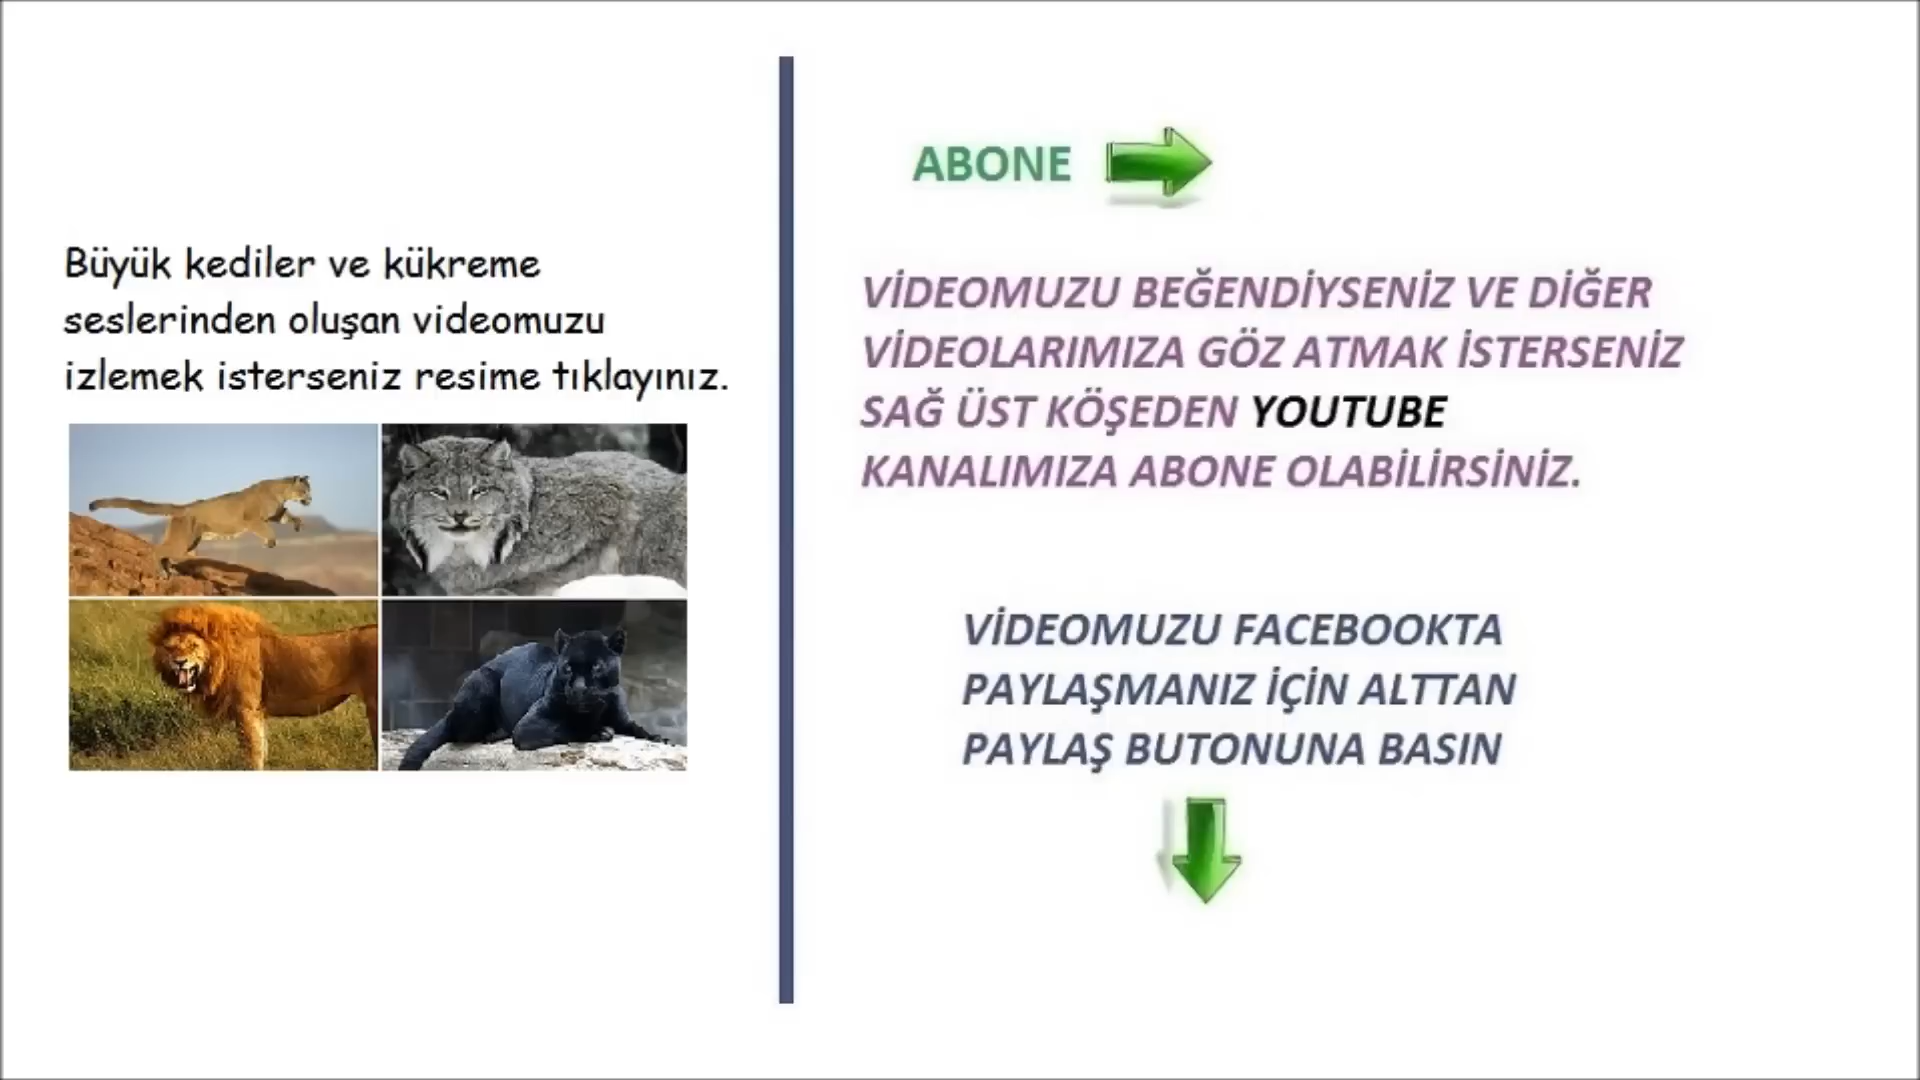 Büyük kediler ve kükreme
seslerinden oluşan videomuzu
izlemek isterseniz resime tıklayınız.
ABONE
VİDEOMUZU BEĞENDİYSENİZ VE DİĞER
VİDEOLARIMIZA GÖZ ATMAK İSTERSENİZ
SAĞ ÜST KÖŞEDEN YOUTUBE
KANALIMIZA ABONE OLABİLİRSİNİZ.
VİDEOMUZU FACEBOOKTA
PAYLAŞMANIZ İÇİN ALTTAN
PAYLAŞ BUTONUNA BASIN